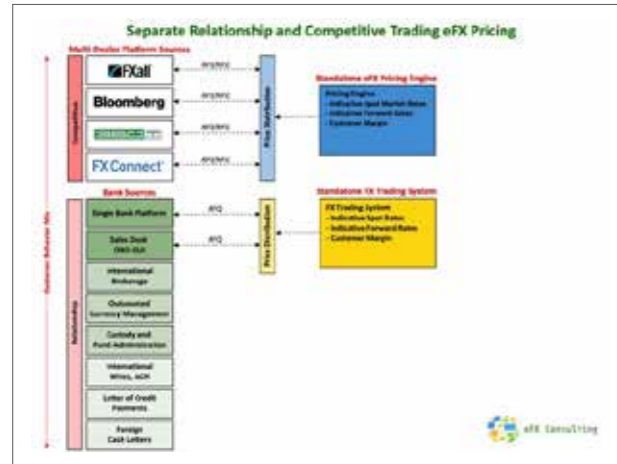 Separate Relationship and Competitive Trading eFX Pricing
Multi Dealer Platform Sources
FXall
Bloomberg
FX Connect
Competitive
RFS/RFQ
RFS/RFQ
RFS/RFQ
RFS/RFQ
Price Distribution
Standalone eFX Pricing Engine
Pricing Engine
- Indicative Spot Market Rates
- Indicative Forward Rates
- Customer Margin
Customer Behavior Mix
Bank Sources
Relationship
Single Bank Platform
Sales Desk
International
Brokerage
Outsourced
Currency Management
Custody and
Fund Administration
International
Wires, ACH
Letter of Credit
Payments
Foreign
Cash Letters
RFQ
RFQ
Price Distribution
Standalone FX Trading System
FX Trading System
- Indicative Spot Rates
- Indicative Forward Rates
- Customer Margin
eFX Consulting